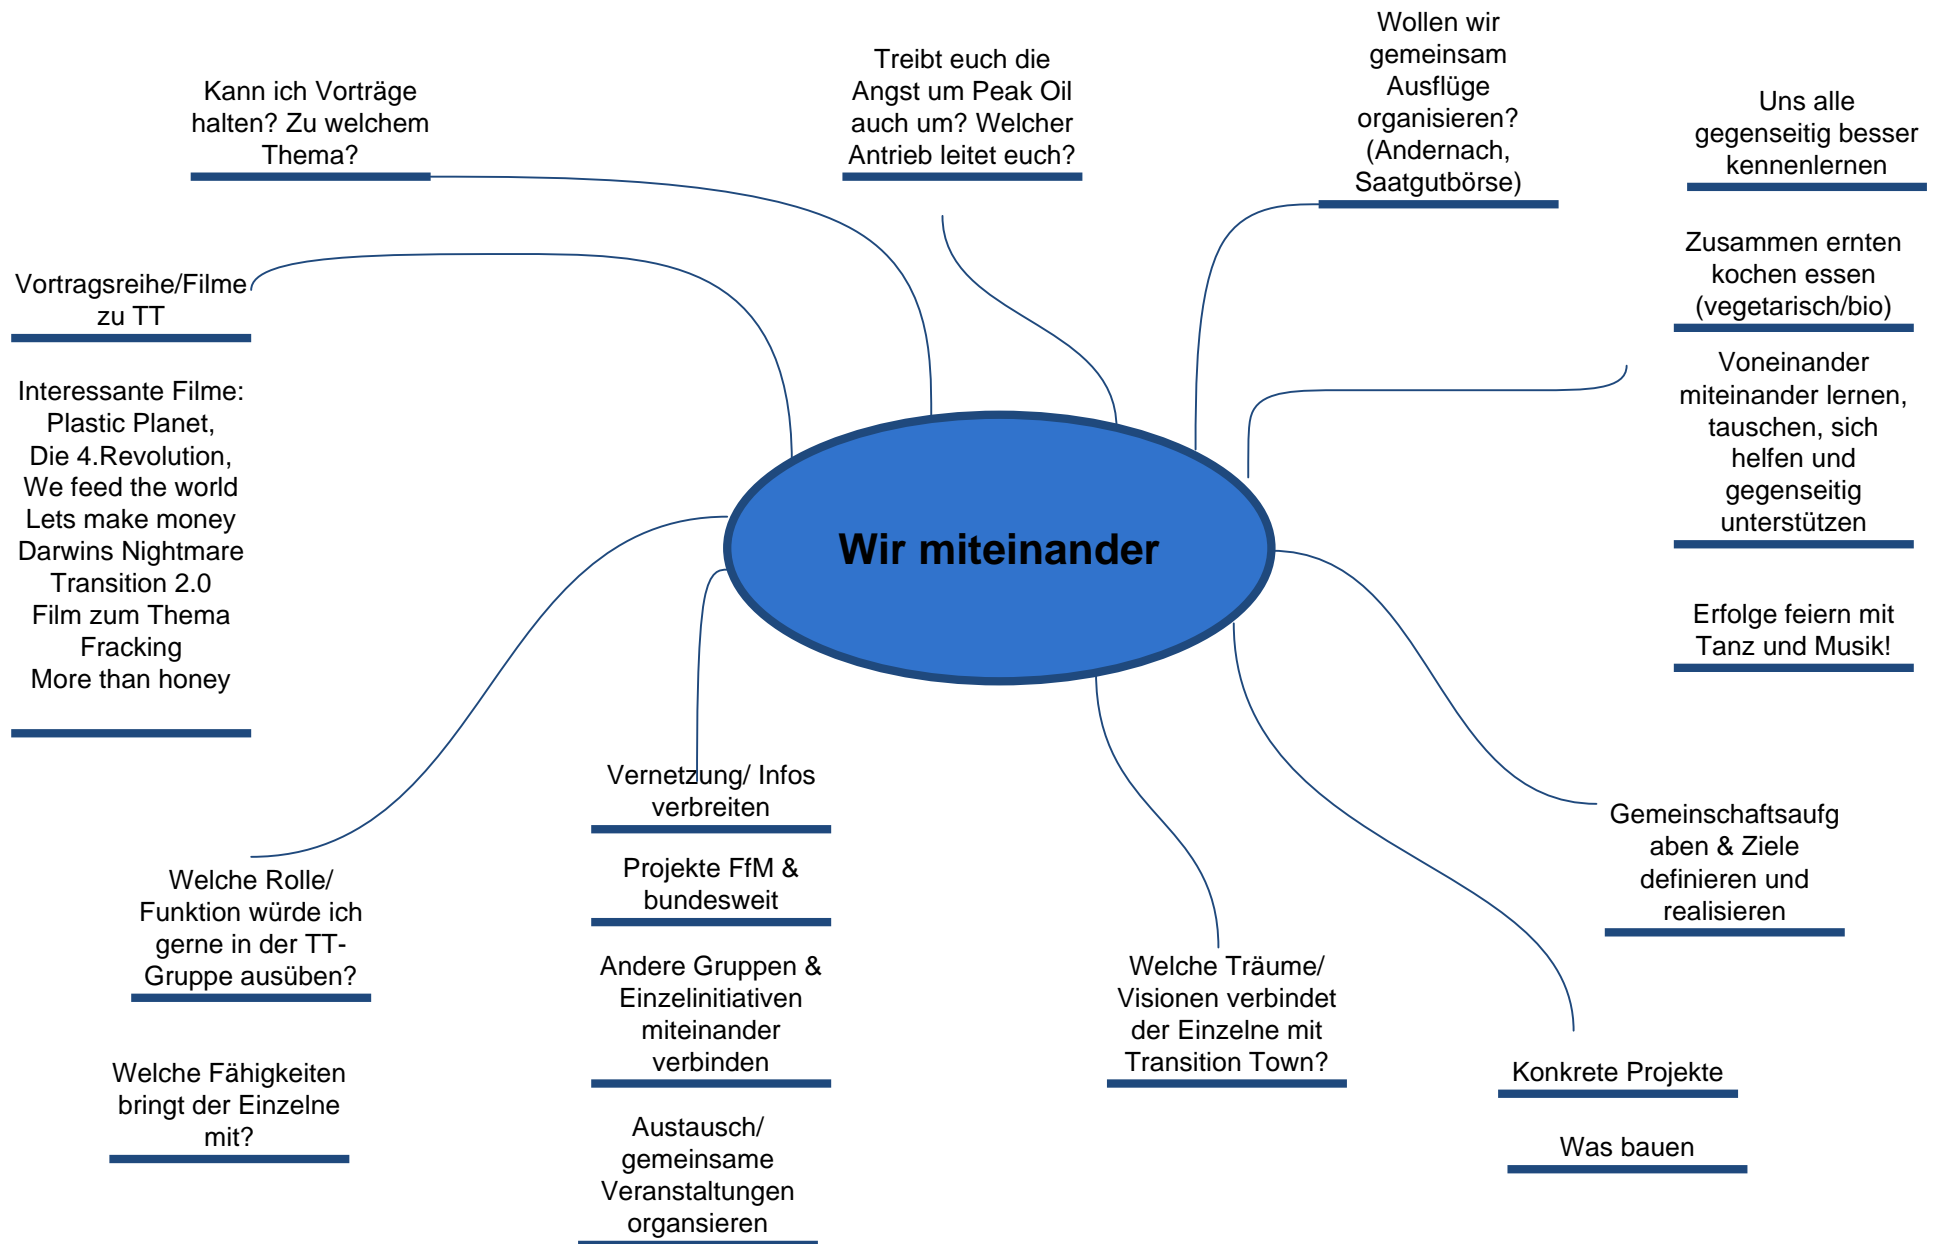 Kann ich Vorträge
halten? Zu welchem
Thema?
Treibt euch die
Angst um Peak Oil
auch um? Welcher
Antrieb leitet euch?
Wollen wir
gemeinsam
Ausflüge
organisieren?
(Andernach,
Saatgutbörse)
Uns alle
gegenseitig besser
kennenlernen
Zusammen ernten
kochen essen
(vegetarisch/bio)
Voneinander
miteinander lernen,
tauschen, sich
helfen und
gegenseitig
unterstützen
Erfolge feiern mit
Tanz und Musik!
Vortragsreihe/Filme
zu TT
Interessante Filme:
Plastic Planet,
Die 4.Revolution,
We feed the world
Lets make money
Darwins Nightmare
Transition 2.0
Film zum Thema
Fracking
More than honey
Wir miteinander
Welche Rolle/
Funktion würde ich
gerne in der TT-
Gruppe ausüben?
Welche Fähigkeiten
bringt der Einzelne
mit?
Vernetzung/ Infos
verbreiten
Projekte FfM &
bundesweit
Andere Gruppen &
Einzelinitiativen
miteinander
verbinden
Austausch/
gemeinsame
Veranstaltungen
organsieren
Welche Träume/
Visionen verbindet
der Einzelne mit
Transition Town?
Gemeinschaftsaufg
aben & Ziele
definieren und
realisieren
Konkrete Projekte
Was bauen